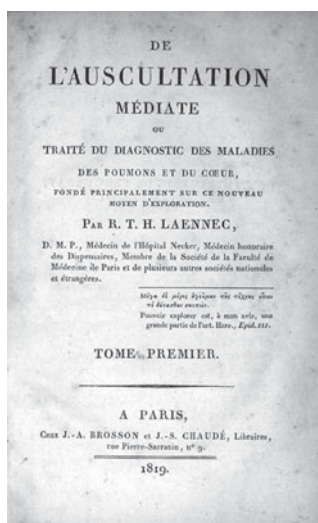 DE
L'AUSCULTATION
MÉDIATE
OU
TRAITÉ DU DIAGNOSTIC DES MALADIES
DES POUMONS ET DU CŒUR,
FONDÉ PRINCIPALEMENT SUR CE NOUVEAU
MOYEN D'EXPLORATION.
PAR R. T. H. LAENNEC,
D. M. P., Médecin de l'Hôpital Necker, Médecin honoraire
des Dispensaires, Membre de la Société de la Faculté de
Médecine de Paris et de plusieurs autres sociétés nationales
et étrangères.
Pouvoir explorer est, à mon avis, une
grande partie de l'art. HIPP., Epid. III.
TOME PREMIER.
A PARIS,
CHEZ J.-A. BROSSON et J.-S. CHAUDÉ, Libraires,
rue Pierre-Sarrazin, n° 9.
1819.